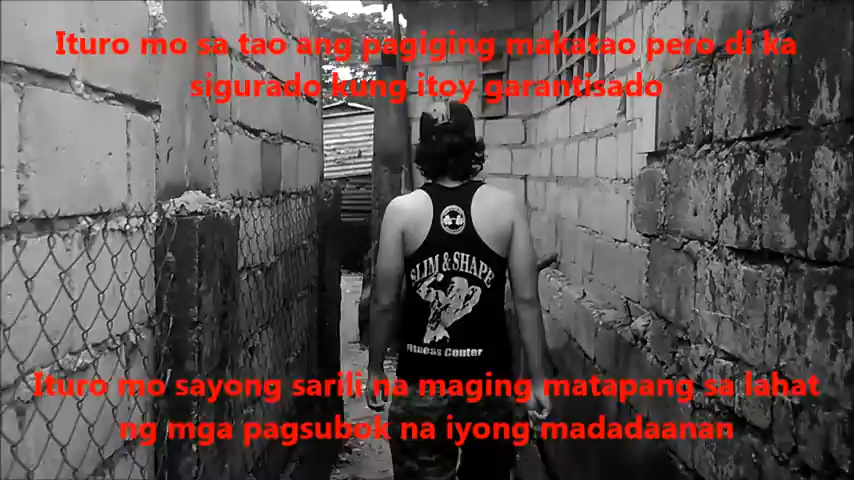 Ituro mo sa tao ang pagiging makatao pero di ka
sigurado kung itoy garantisado
SLIM & SHAPE
Fitness Center
Ituro mo sayong sarili na maging matapang sa lahat
ng mga pagsubok na iyong madadaanan